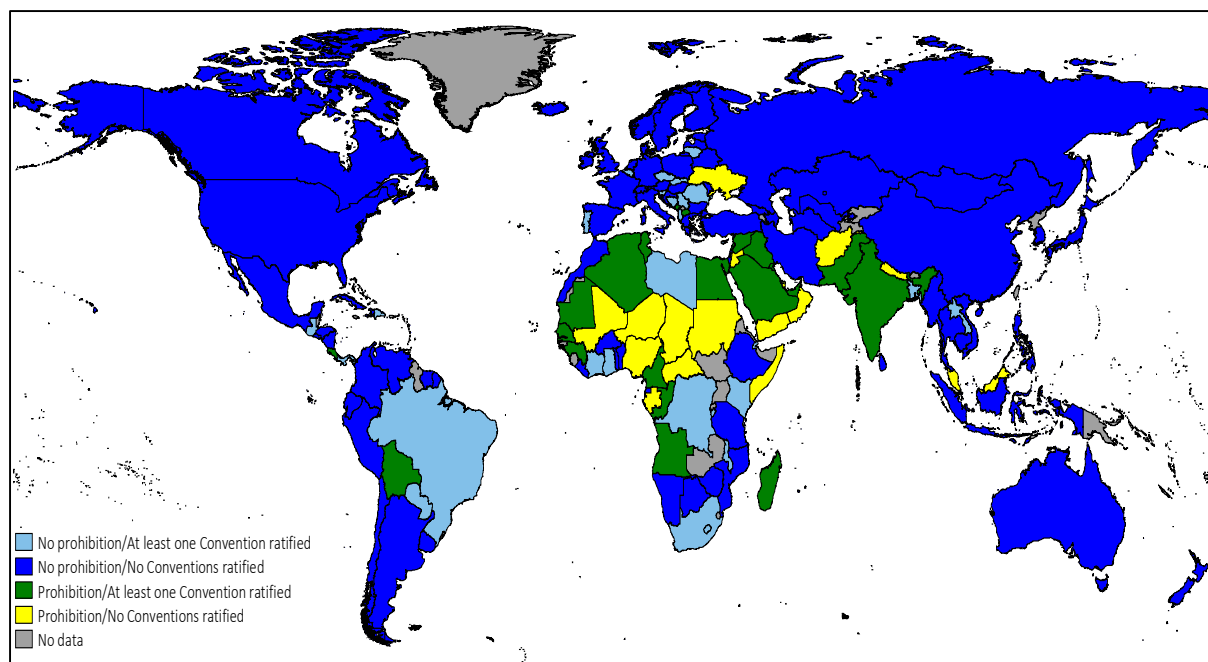 No prohibition/At least one Convention ratified
No prohibition/No Conventions ratified
Prohibition/At least one Convention ratified
Prohibition/No Conventions ratified
No data